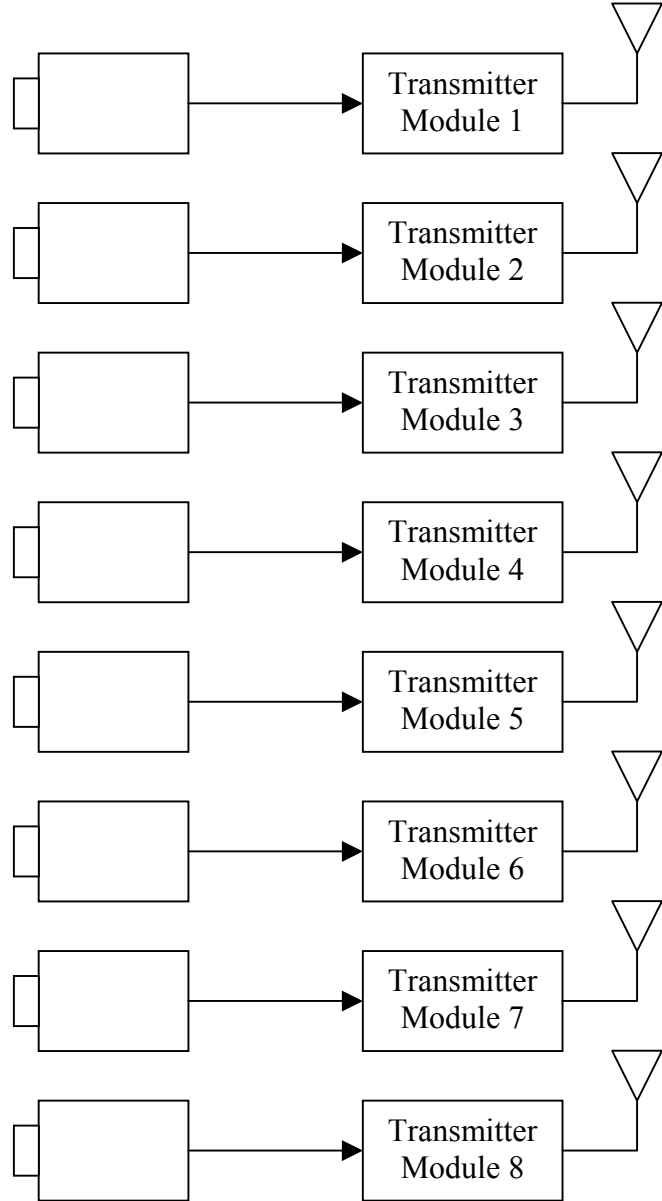 Transmitter
Module 1
Transmitter
Module 2
Transmitter
Module 3
Transmitter
Module 4
Transmitter
Module 5
Transmitter
Module 6
Transmitter
Module 7
Transmitter
Module 8